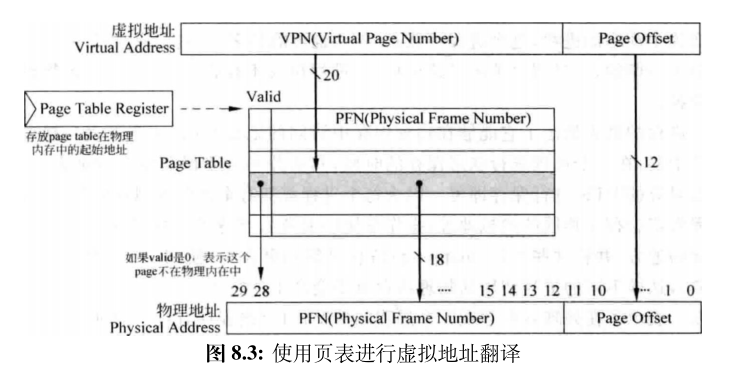 虚拟地址
Virtual Address
VPN(Virtual Page Number)
Page Offset
20
Valid
Page Table Register
PFN(Physical Frame Number)
存放page table在物理
内存中的起始地址
Page Table
12
如果valid是0，表示这个
page不在物理内在中
18
29 28 .... 15 14 13 12 11 10 ... 1 0
物理地址
Physical Address
PFN(Physical Frame Number)
Page Offset
图 8.3: 使用页表进行虚拟地址翻译